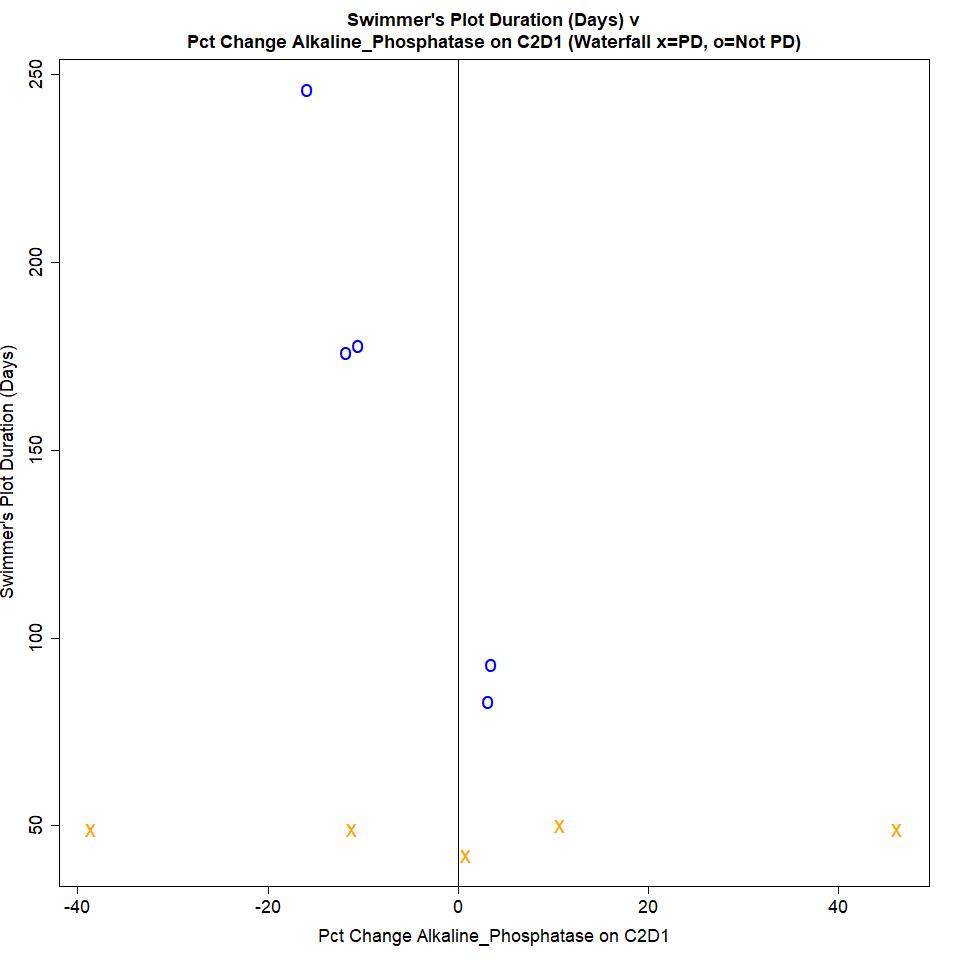 Swimmer's Plot Duration (Days) v
Pct Change Alkaline_Phosphatase on C2D1 (Waterfall x=PD, o=Not PD)
Swimmer's Plot Duration (Days)
250
200
150
100
50
o
o o
o
o
x x x x
x
-40 -20 0 20 40
Pct Change Alkaline_Phosphatase on C2D1